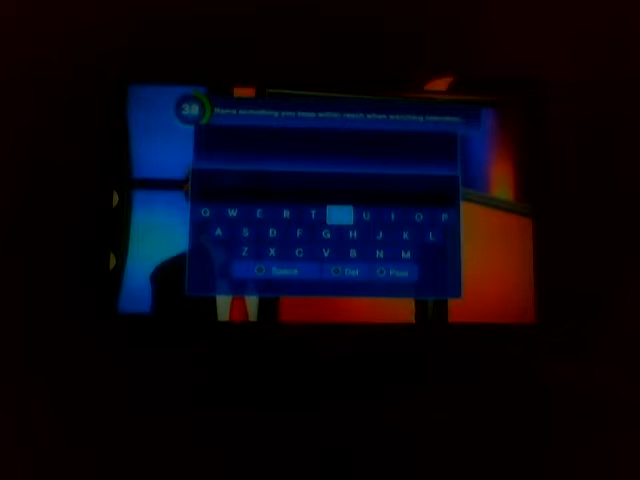 38
Name something you keep within reach when watching television.
Q W E R T U I O P
A S D F G H J K L
Z X C V B N M
Space Del Pass